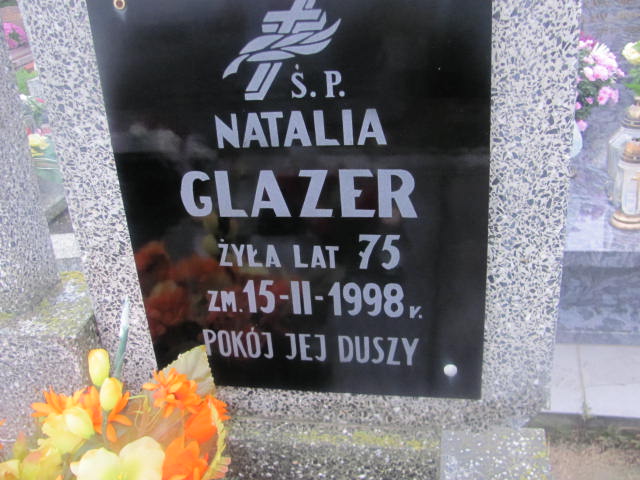 Ś.P.
NATALIA
GLAZER
ŻYŁA LAT 75
ZM. 15-II-1998 r.
POKÓJ JEJ DUSZY